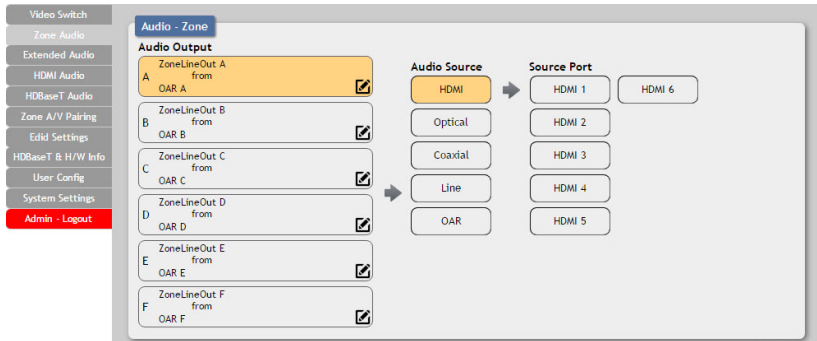 Video Switch
Zone Audio
Extended Audio
HDMI Audio
HDBaseT Audio
Zone A/V Pairing
Edid Settings
HDBaseT & H/W Info
User Config
System Settings
Admin - Logout
Audio - Zone
Audio Output
A
ZoneLineOut A
from
OAR A
B
ZoneLineOut B
from
OAR B
C
ZoneLineOut C
from
OAR C
D
ZoneLineOut D
from
OAR D
E
ZoneLineOut E
from
OAR E
F
ZoneLineOut F
from
OAR F
Audio Source
HDMI
Optical
Coaxial
Line
OAR
Source Port
HDMI 1
HDMI 2
HDMI 3
HDMI 4
HDMI 5
HDMI 6